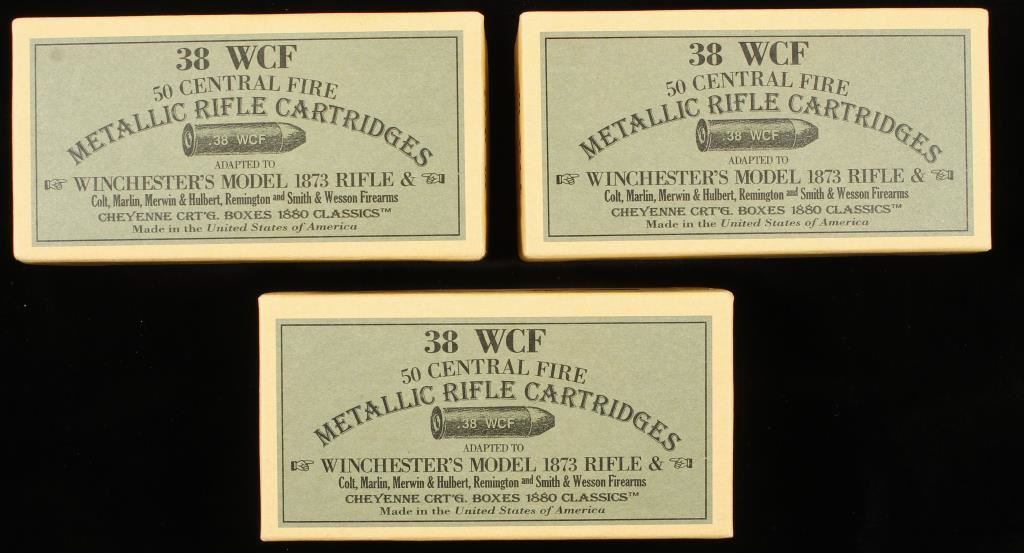 38 WCF
50 CENTRAL FIRE
METALLIC RIFLE CARTRIDGES
.38 WCF
ADAPTED TO
WINCHESTER'S MODEL 1873 RIFLE &
Colt, Marlin, Merwin & Hulbert, Remington and Smith & Wesson Firearms
CHEYENNE CRT'G. BOXES 1880 CLASSICS™
Made in the United States of America
38 WCF
50 CENTRAL FIRE
METALLIC RIFLE CARTRIDGES
.38 WCF
ADAPTED TO
WINCHESTER'S MODEL 1873 RIFLE &
Colt, Marlin, Merwin & Hulbert, Remington and Smith & Wesson Firearms
CHEYENNE CRT'G. BOXES 1880 CLASSICS™
Made in the United States of America
38 WCF
50 CENTRAL FIRE
METALLIC RIFLE CARTRIDGES
.38 WCF
ADAPTED TO
WINCHESTER'S MODEL 1873 RIFLE &
Colt, Marlin, Merwin & Hulbert, Remington and Smith & Wesson Firearms
CHEYENNE CRT'G. BOXES 1880 CLASSICS™
Made in the United States of America